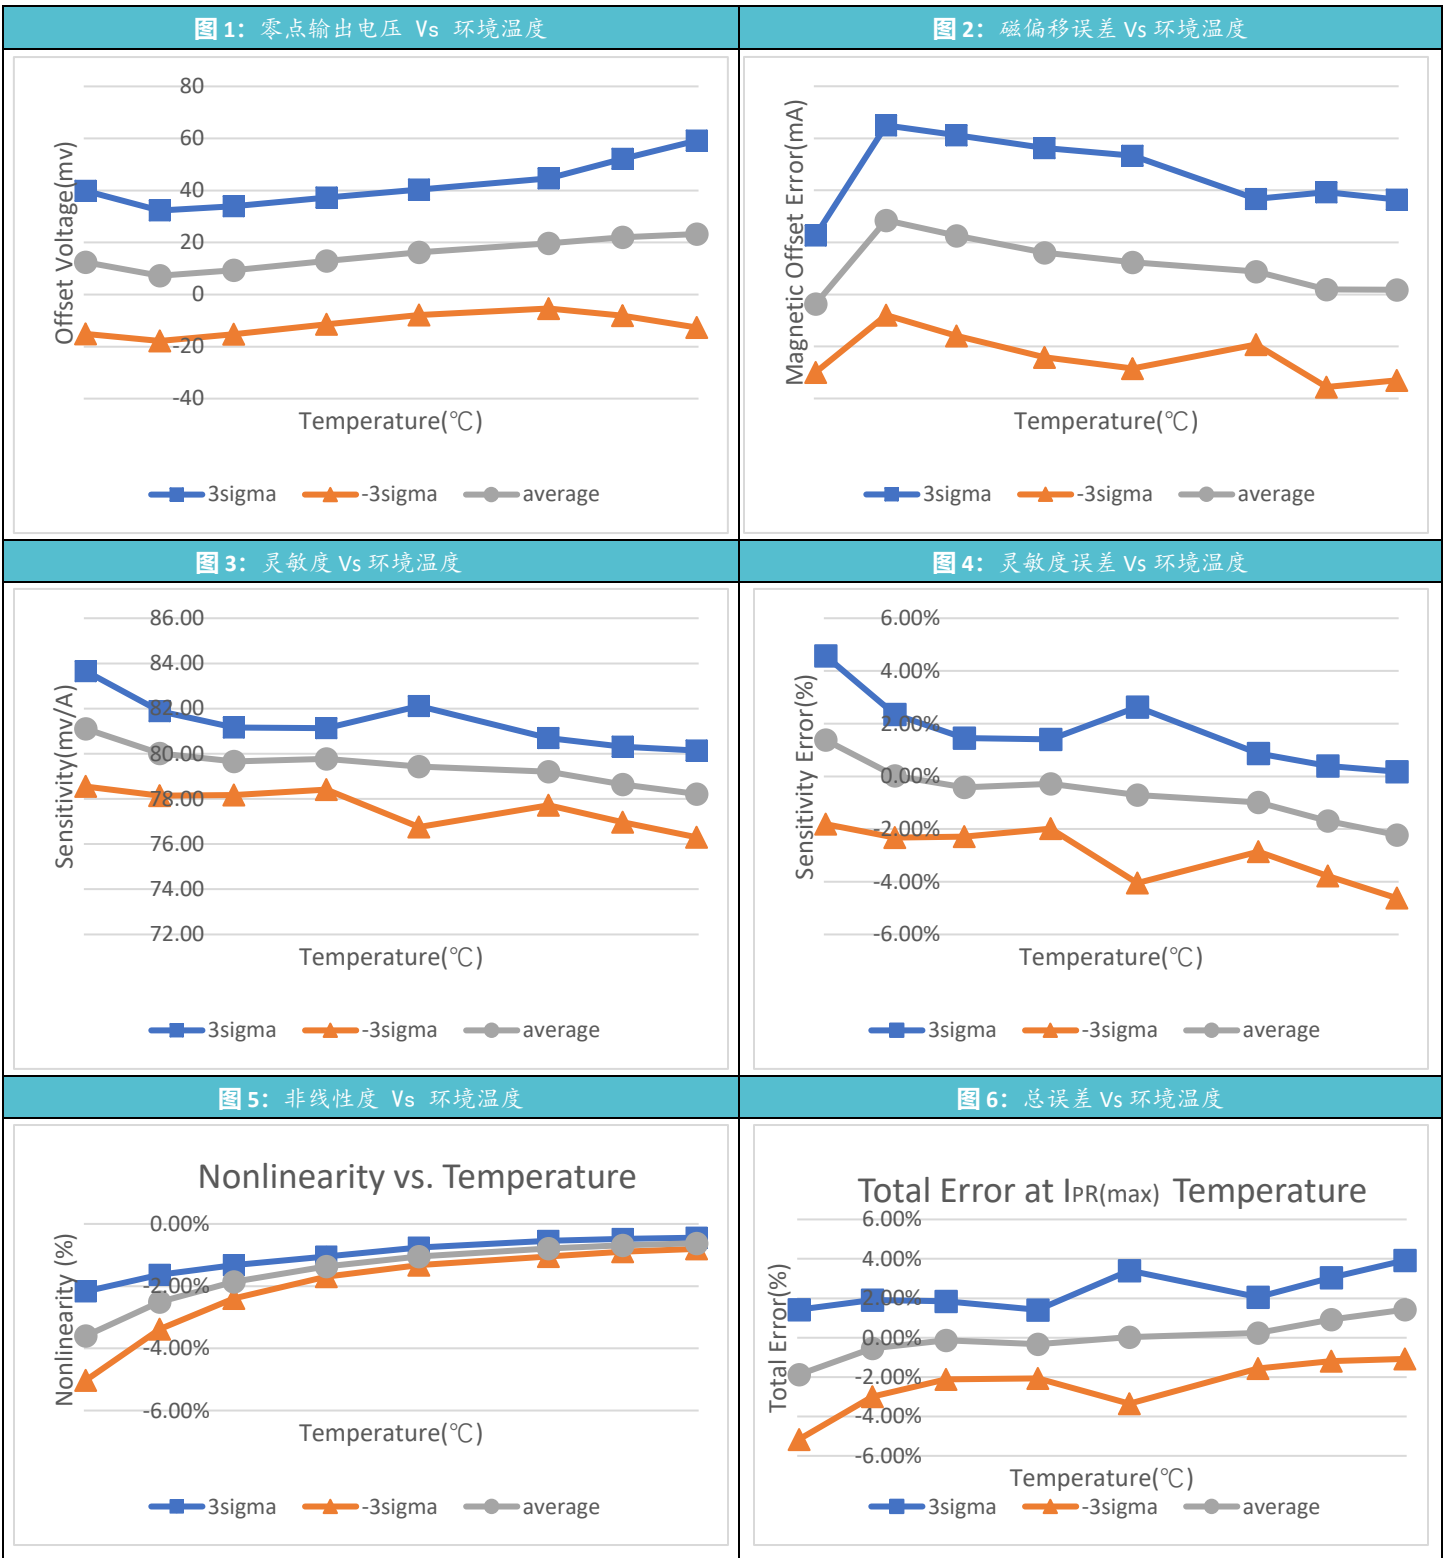 图 1：零点输出电压 Vs 环境温度
80
60
40
20
0
-20
-40
Offset Voltage(mv)
Temperature(℃)
3sigma -3sigma average
图 2：磁偏移误差 Vs 环境温度
Magnetic Offset Error(mA)
Temperature(℃)
3sigma -3sigma average
图 3：灵敏度 Vs 环境温度
86.00
84.00
82.00
80.00
78.00
76.00
74.00
72.00
Sensitivity(mv/A)
Temperature(℃)
3sigma -3sigma average
图 4：灵敏度误差 Vs 环境温度
6.00%
4.00%
2.00%
0.00%
-2.00%
-4.00%
-6.00%
Sensitivity Error(%)
Temperature(℃)
3sigma -3sigma average
图 5：非线性度 Vs 环境温度
Nonlinearity vs. Temperature
0.00%
-2.00%
-4.00%
-6.00%
Nonlinearity (%)
Temperature(℃)
3sigma -3sigma average
图 6：总误差 Vs 环境温度
Total Error at IPR(max) Temperature
6.00%
4.00%
2.00%
0.00%
-2.00%
-4.00%
-6.00%
Total Error(%)
Temperature(℃)
3sigma -3sigma average